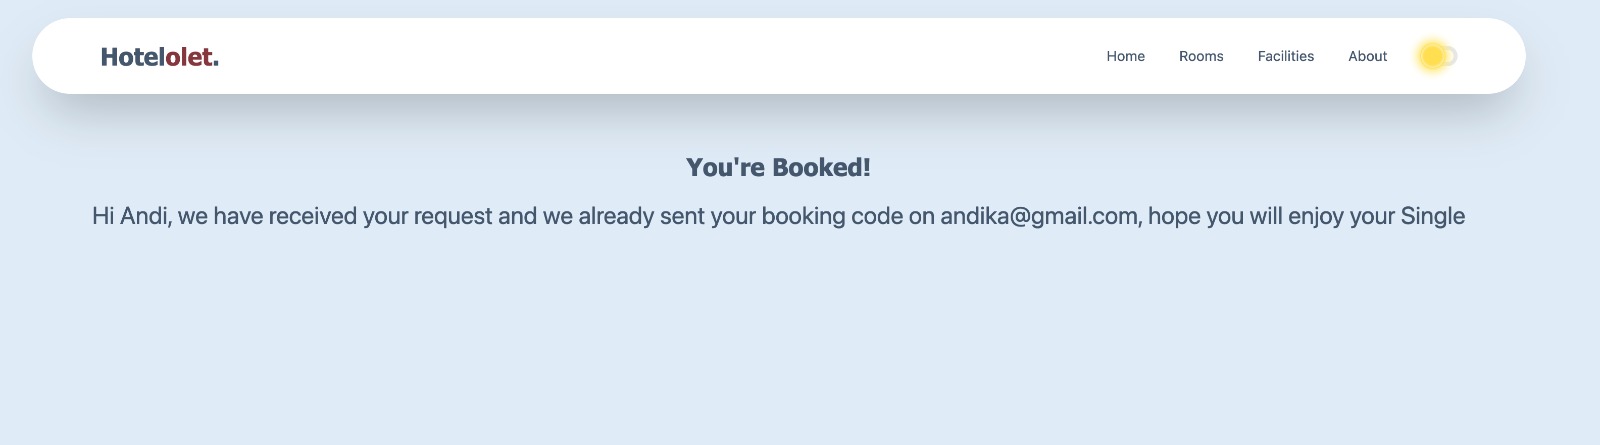 Hotelolet.
Home Rooms Facilities About
You're Booked!
Hi Andi, we have received your request and we already sent your booking code on andika@gmail.com, hope you will enjoy your Single